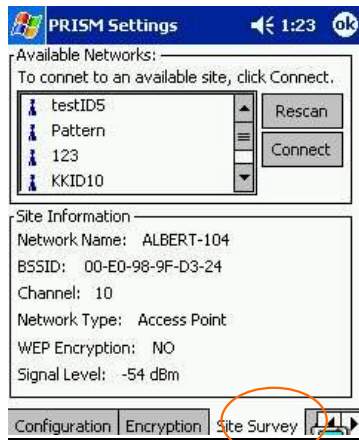 PRISM Settings 1:23 ok
Available Networks:
To connet to an available site, click Connect.
testID5
Pattern
123
KKID10
Rescan
Connect
Site Information
Network Name: ALBERT-104
BSSID: 00-E0-98-9F-D3-24
Channel: 10
Network Type: Access Point
WEP Encryption: NO
Signal Level: -54 dBm
Configuration Encryption Site Survey